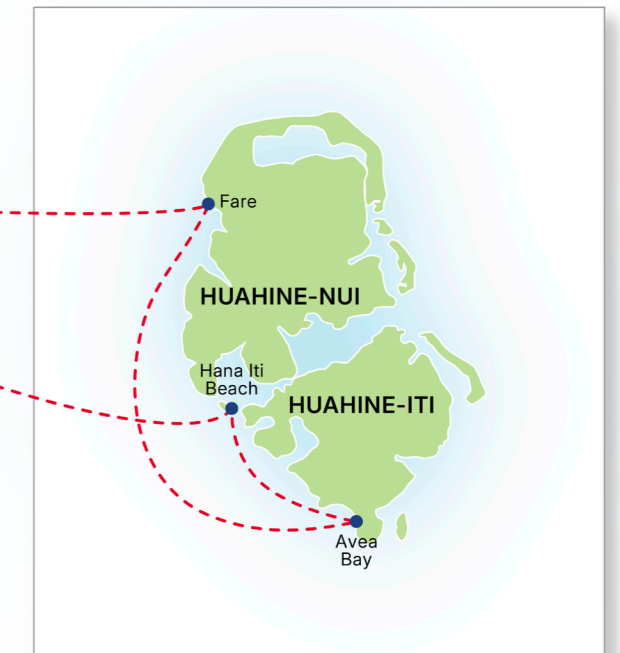 Fare
HUAHINE-NUI
Hana Iti
Beach
HUAHINE-ITI
Avea
Bay